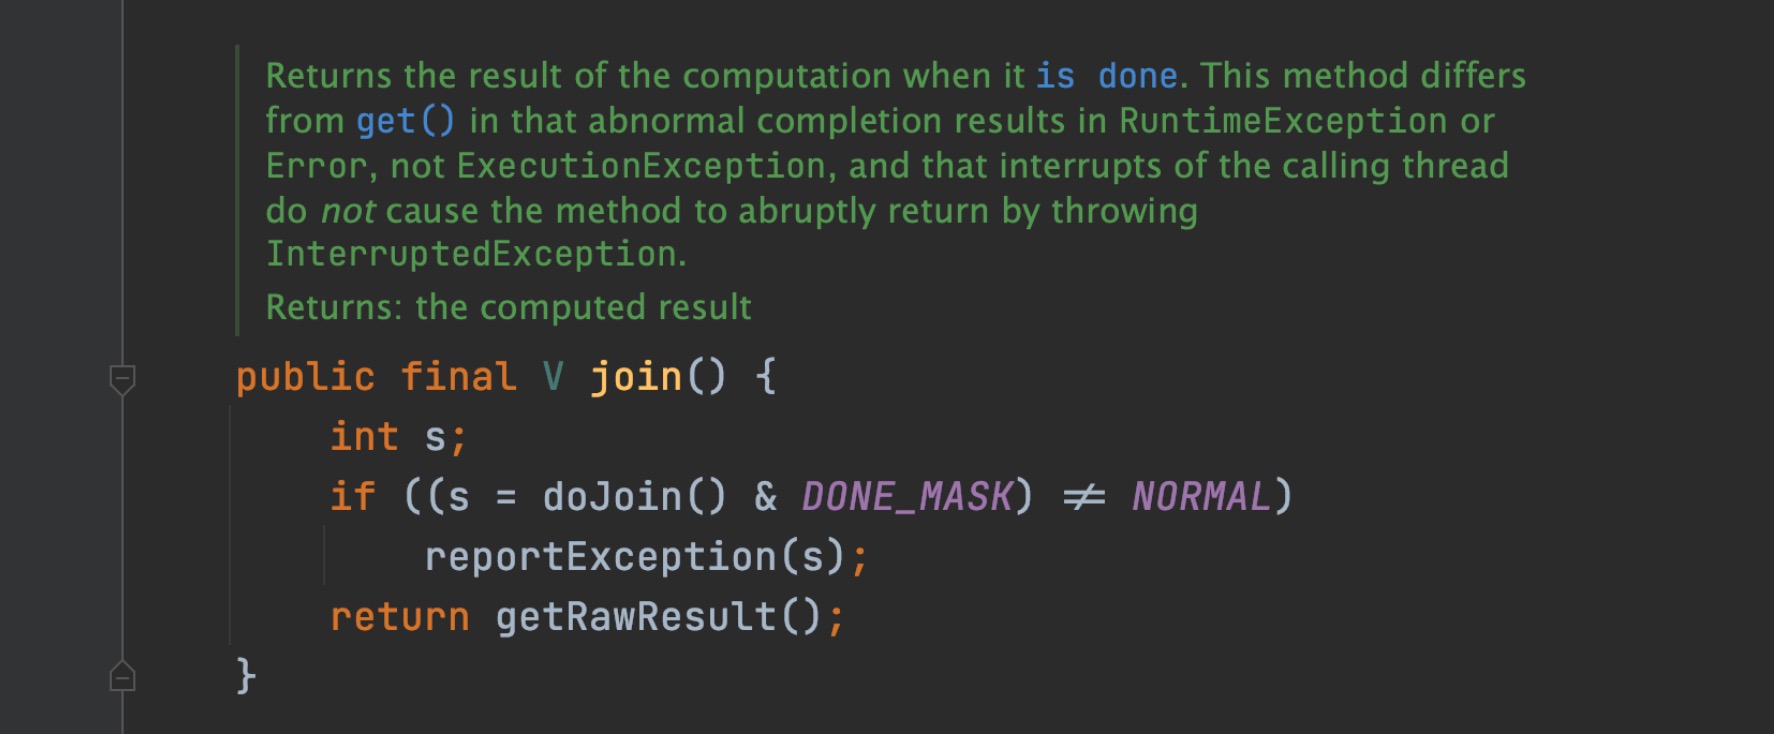 Returns the result of the computation when it is done. This method differs
from get() in that abnormal completion results in RuntimeException or
Error, not ExecutionException, and that interrupts of the calling thread
do not cause the method to abruptly return by throwing
InterruptedException.
Returns: the computed result
public final V join() {
    int s;
    if ((s = doJoin() & DONE_MASK) ≠ NORMAL)
        reportException(s);
    return getRawResult();
}